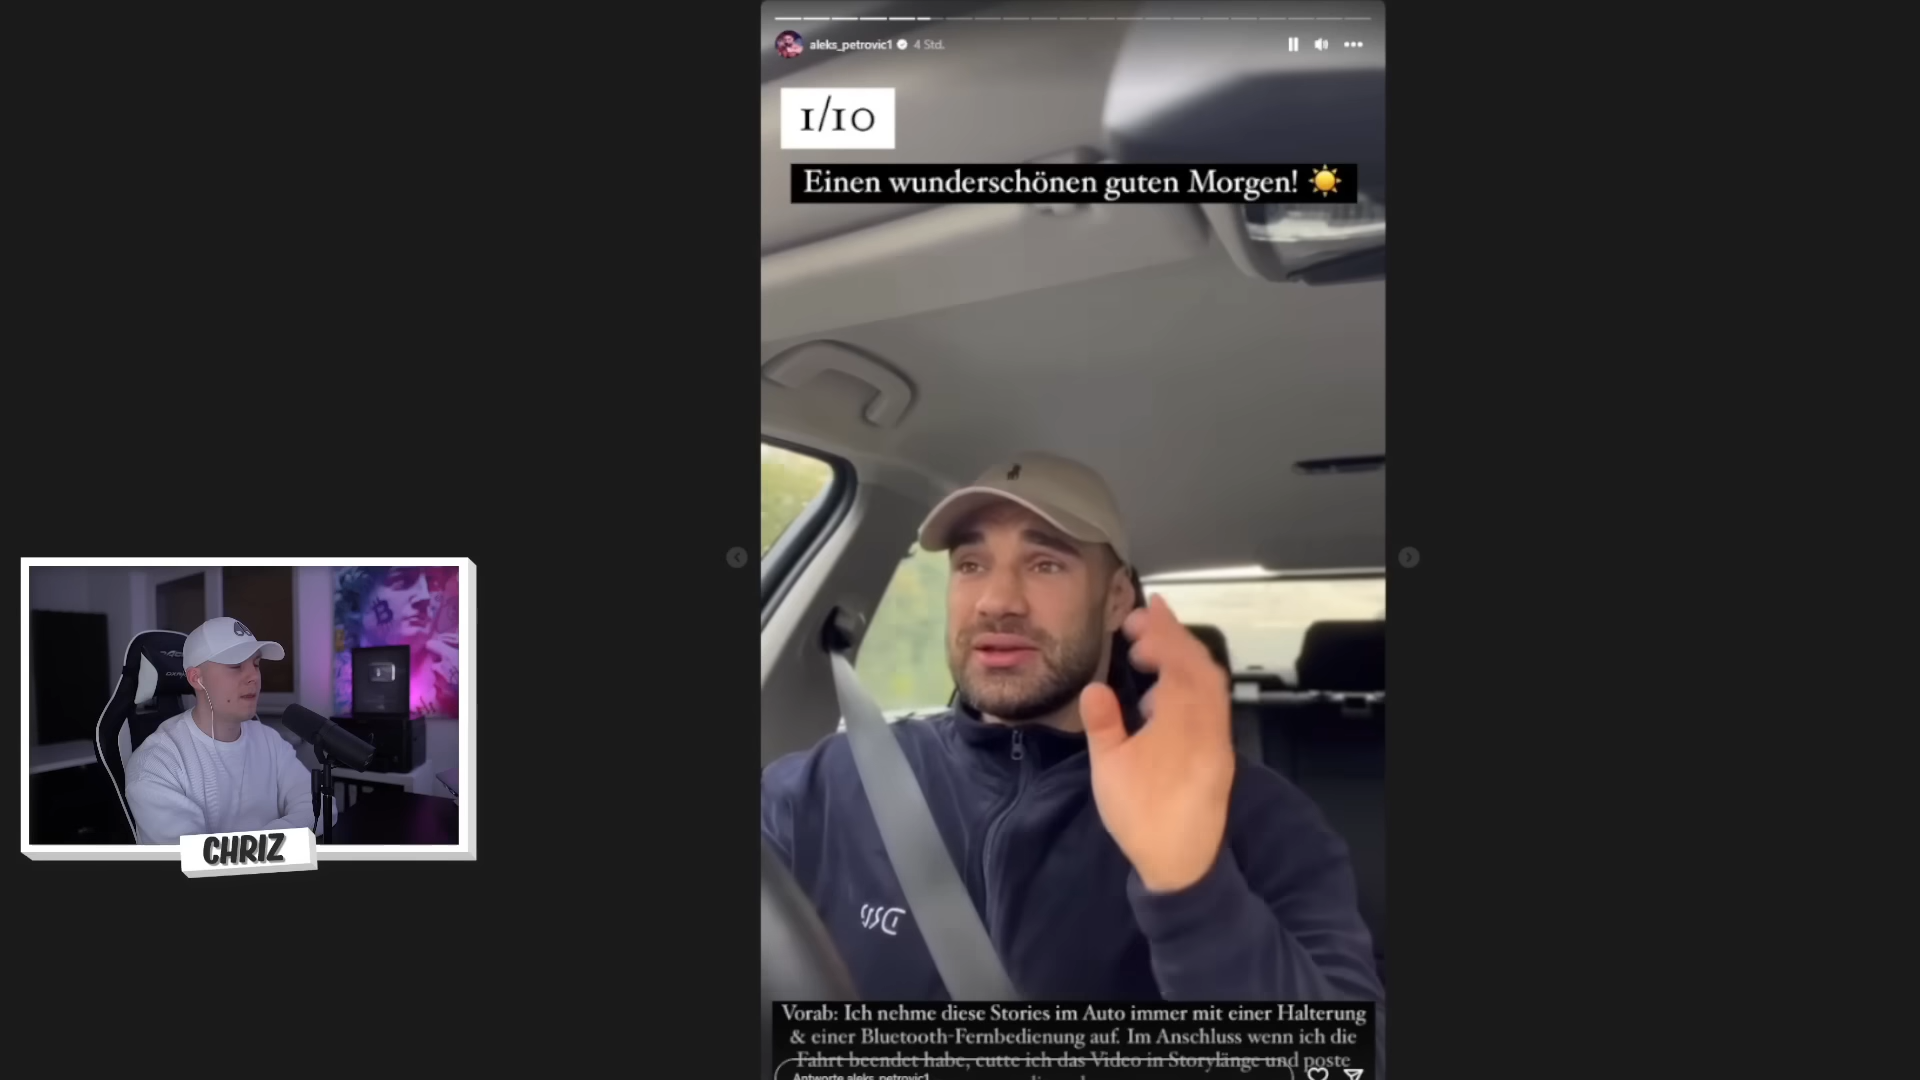 aleks_petrovic1 4 Std.
1/10
Einen wunderschönen guten Morgen! ☀️
CHRIZ
Vorab: Ich nehme diese Stories im Auto immer mit einer Halterung
& einer Bluetooth-Fernbedienung auf. Im Anschluss wenn ich die
Fahrt beendet habe, cutte ich das Video in Storylänge und poste
Antworte aleks_petrovic1